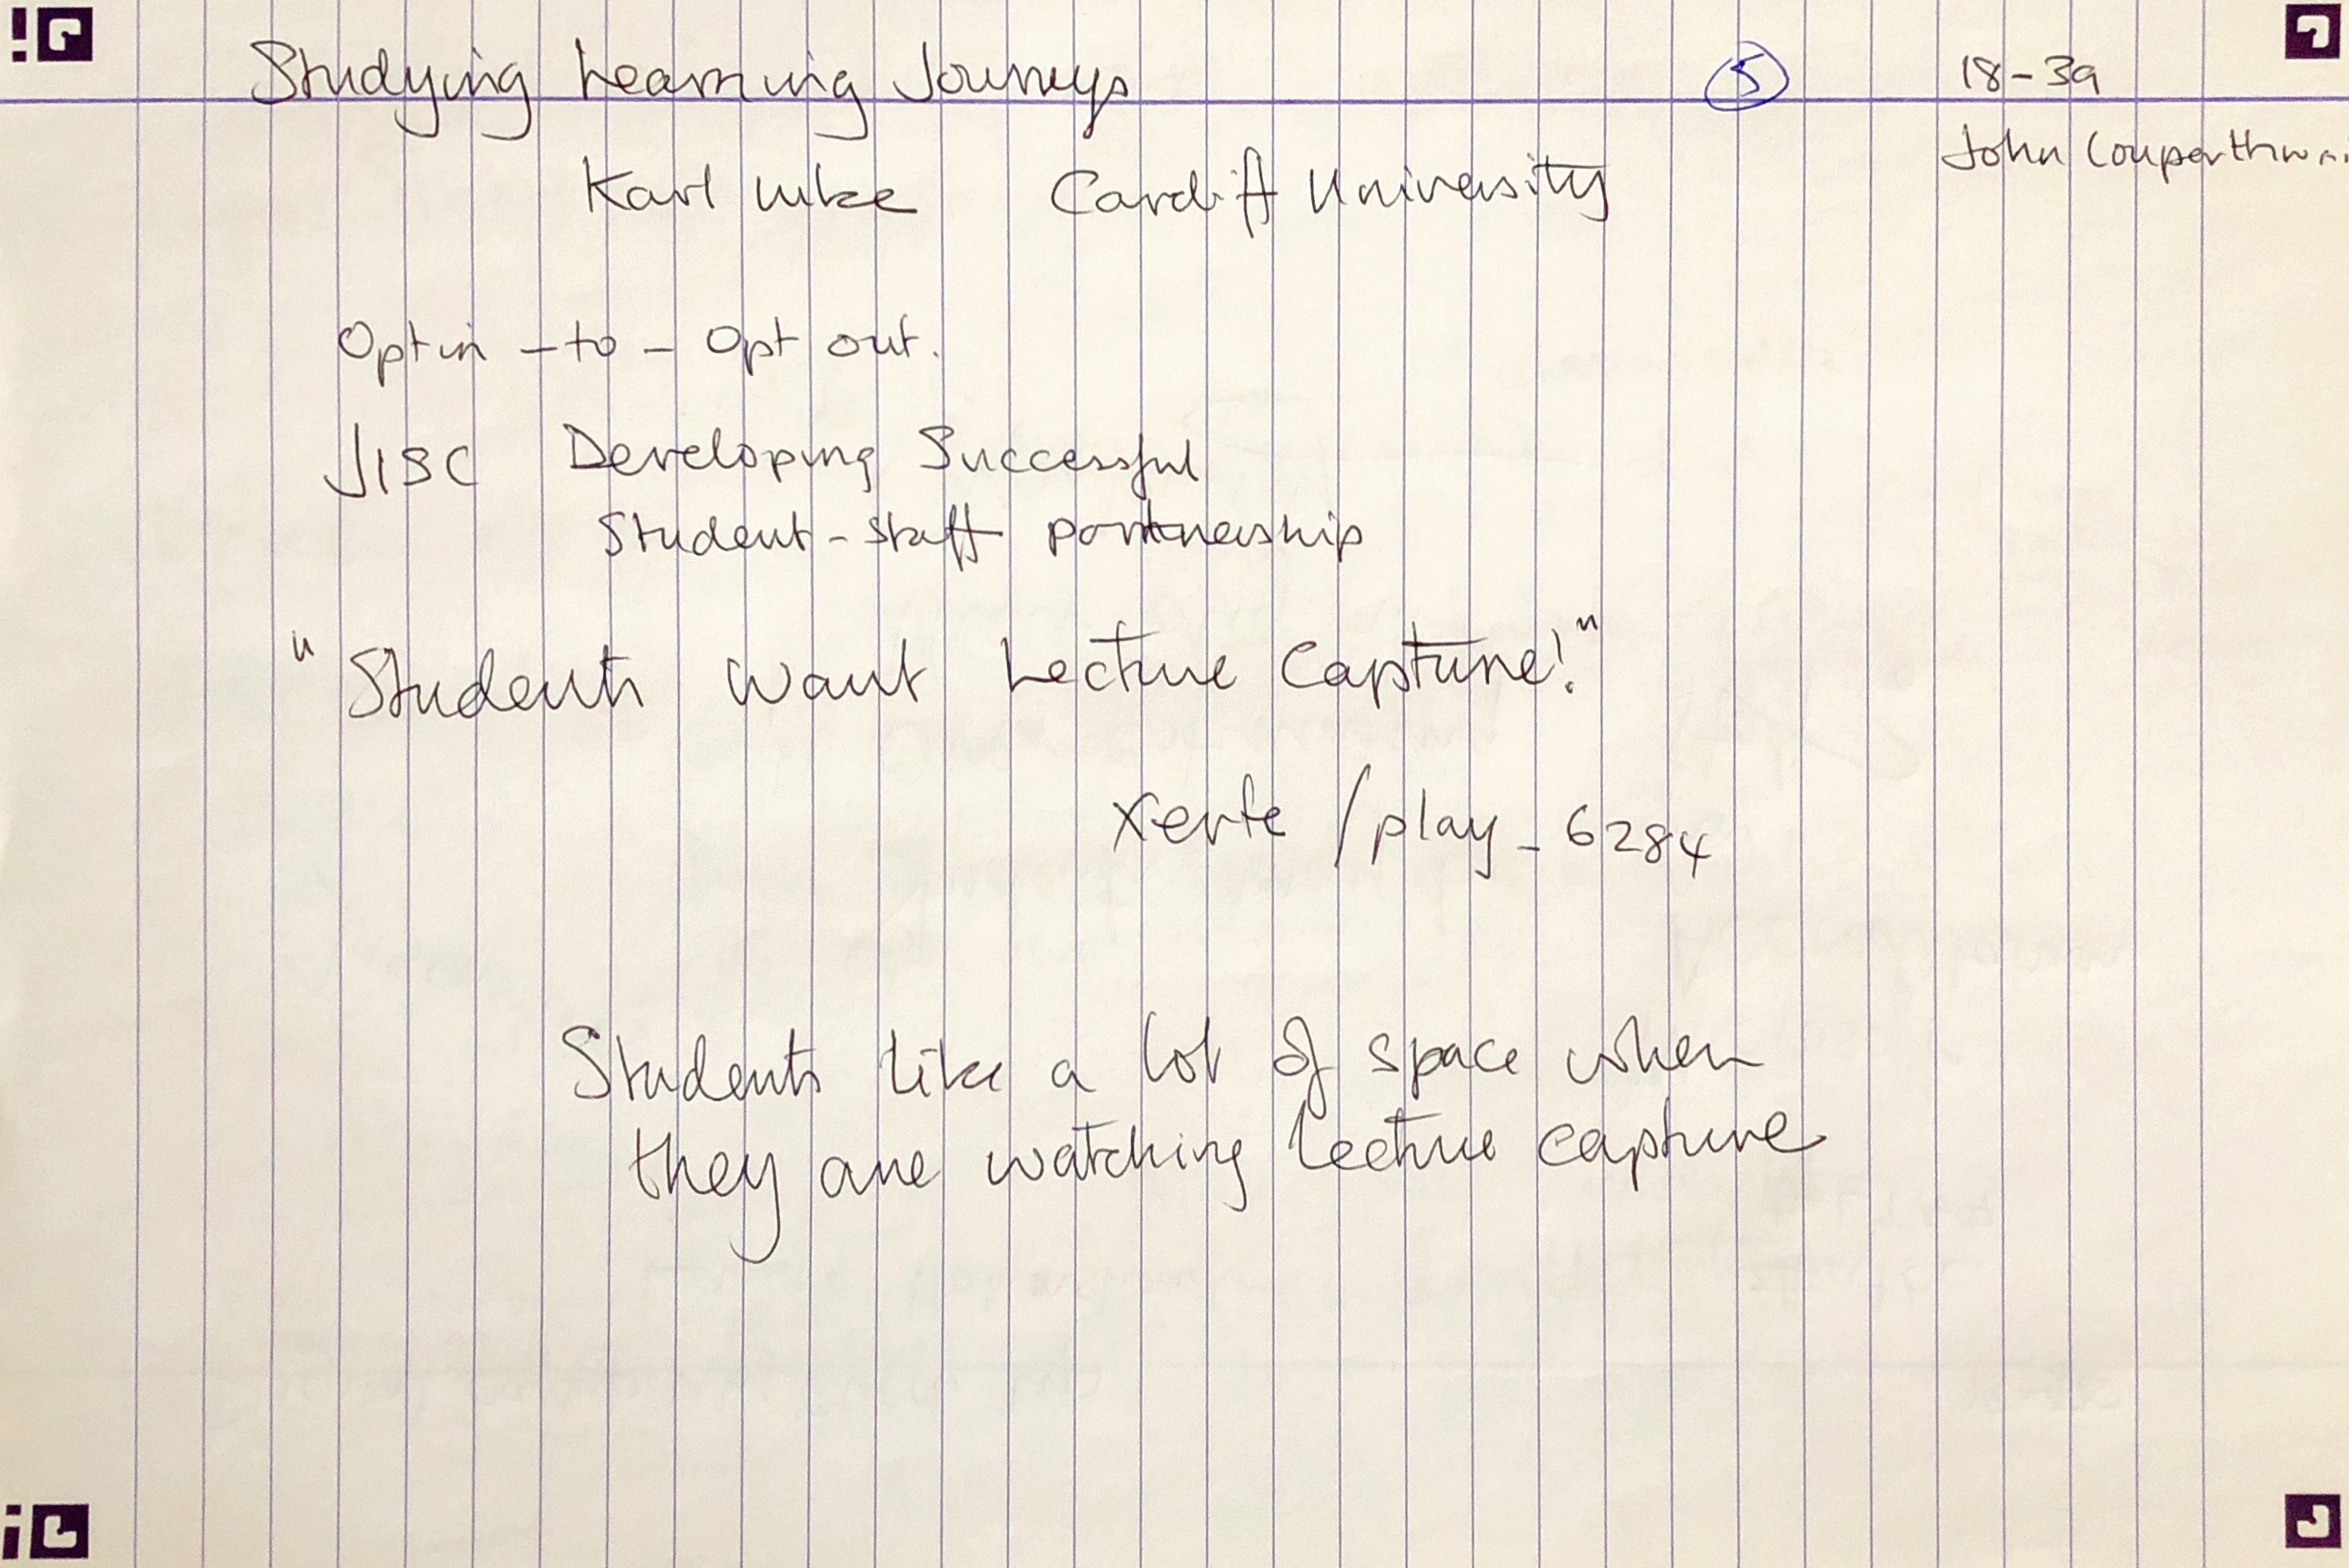 Studying Learning Journeys ⑤ 18-39
John
Karl Luke Cardiff University
Opt in - to - Opt out.
JISC Developing Successful
Student-Staff partnership
"Students want Lecture Capture!"
Xerte /play_6284
Students like a lot of space when
they are watching lecture capture